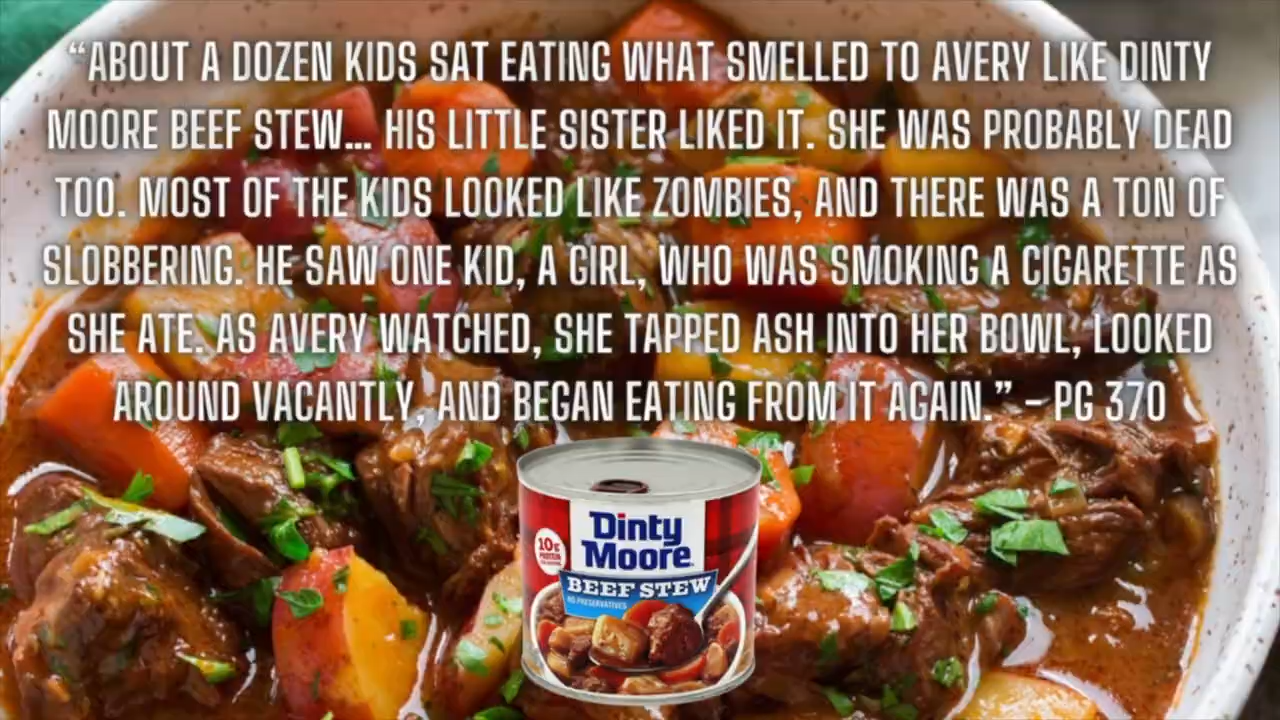 “ABOUT A DOZEN KIDS SAT EATING WHAT SMELLED TO AVERY LIKE DINTY
MOORE BEEF STEW... HIS LITTLE SISTER LIKED IT. SHE WAS PROBABLY DEAD
TOO. MOST OF THE KIDS LOOKED LIKE ZOMBIES, AND THERE WAS A TON OF
SLOBBERING. HE SAW ONE KID, A GIRL, WHO WAS SMOKING A CIGARETTE AS
SHE ATE. AS AVERY WATCHED, SHE TAPPED ASH INTO HER BOWL, LOOKED
AROUND VACANTLY, AND BEGAN EATING FROM IT AGAIN.” – PG 370
Dinty
Moore
10g
PROTEIN
BEEF STEW
NO PRESERVATIVES